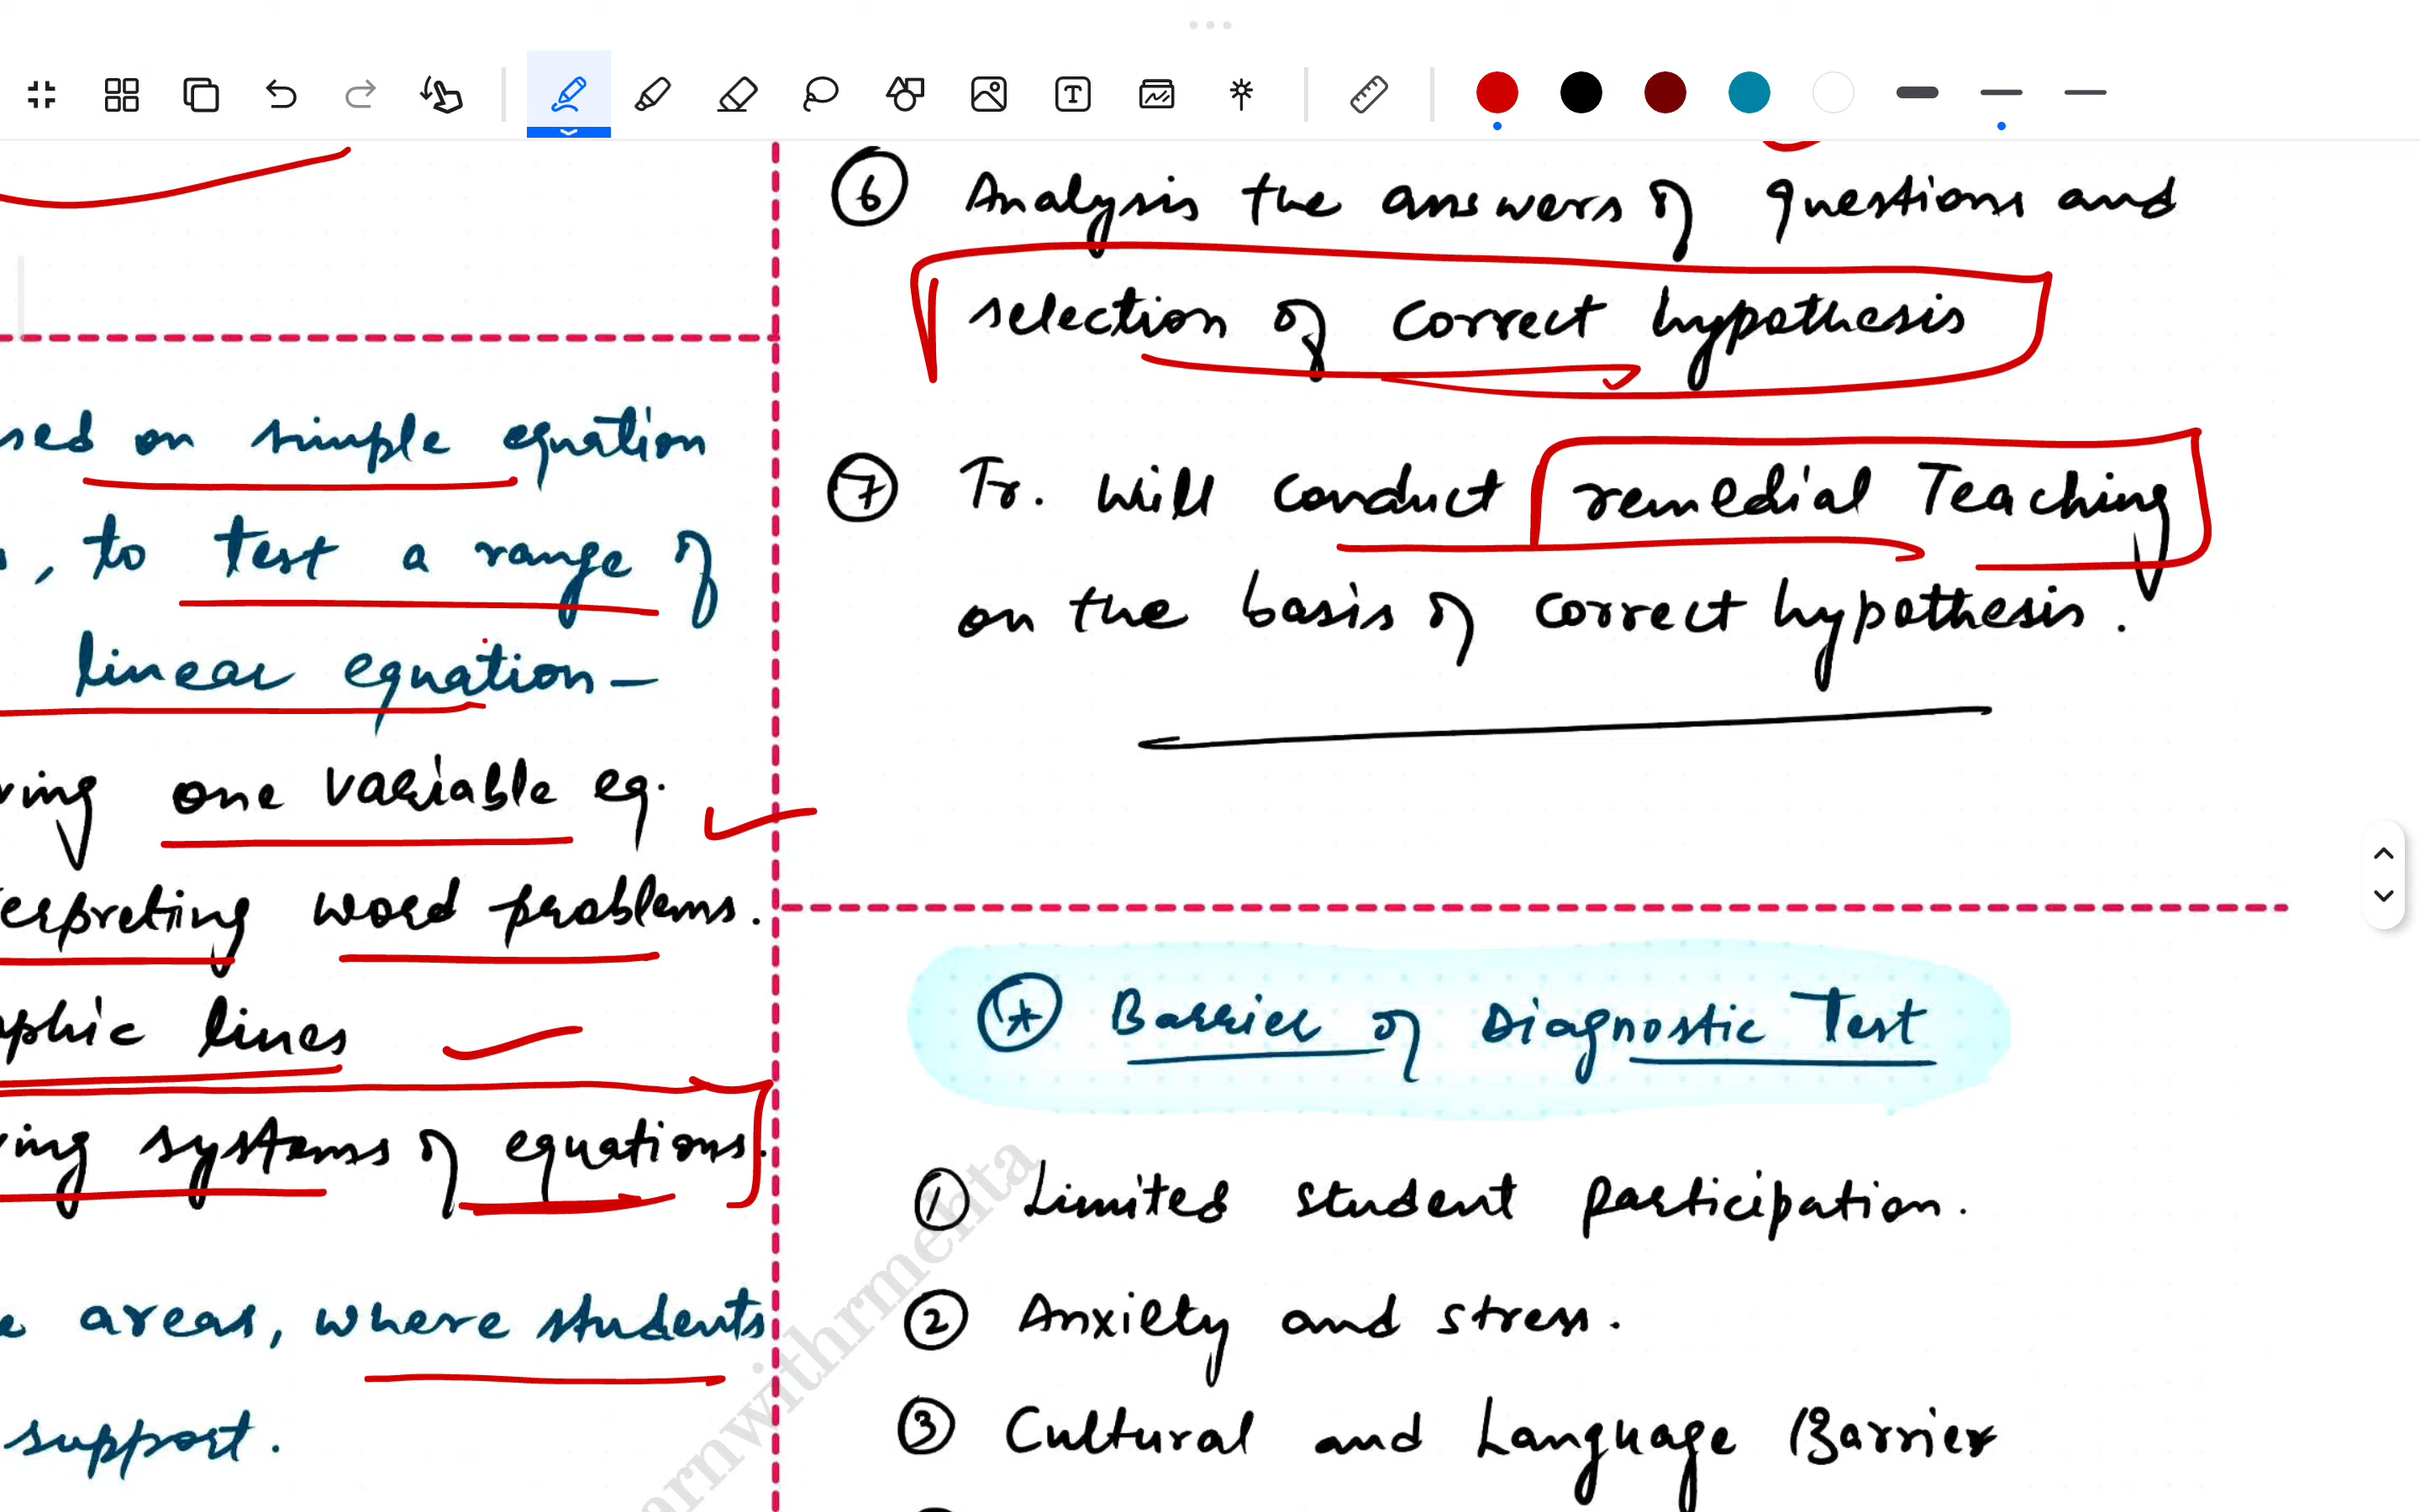 sed on simple equation
, to test a range of
linear equation—
ving one variable eq.
erpreting word problems.
aphic lines
ving systems of equations.
e areas, where students
support.
⑥ Analysis the answers of questions and
selection of correct hypothesis
⑦ Tr. will conduct remedial Teaching
on the basis of correct hypothesis.
Barrier of Diagnostic Test
① Limited student participation.
② Anxiety and stress.
③ Cultural and Language Barrier
arnwithrmehta